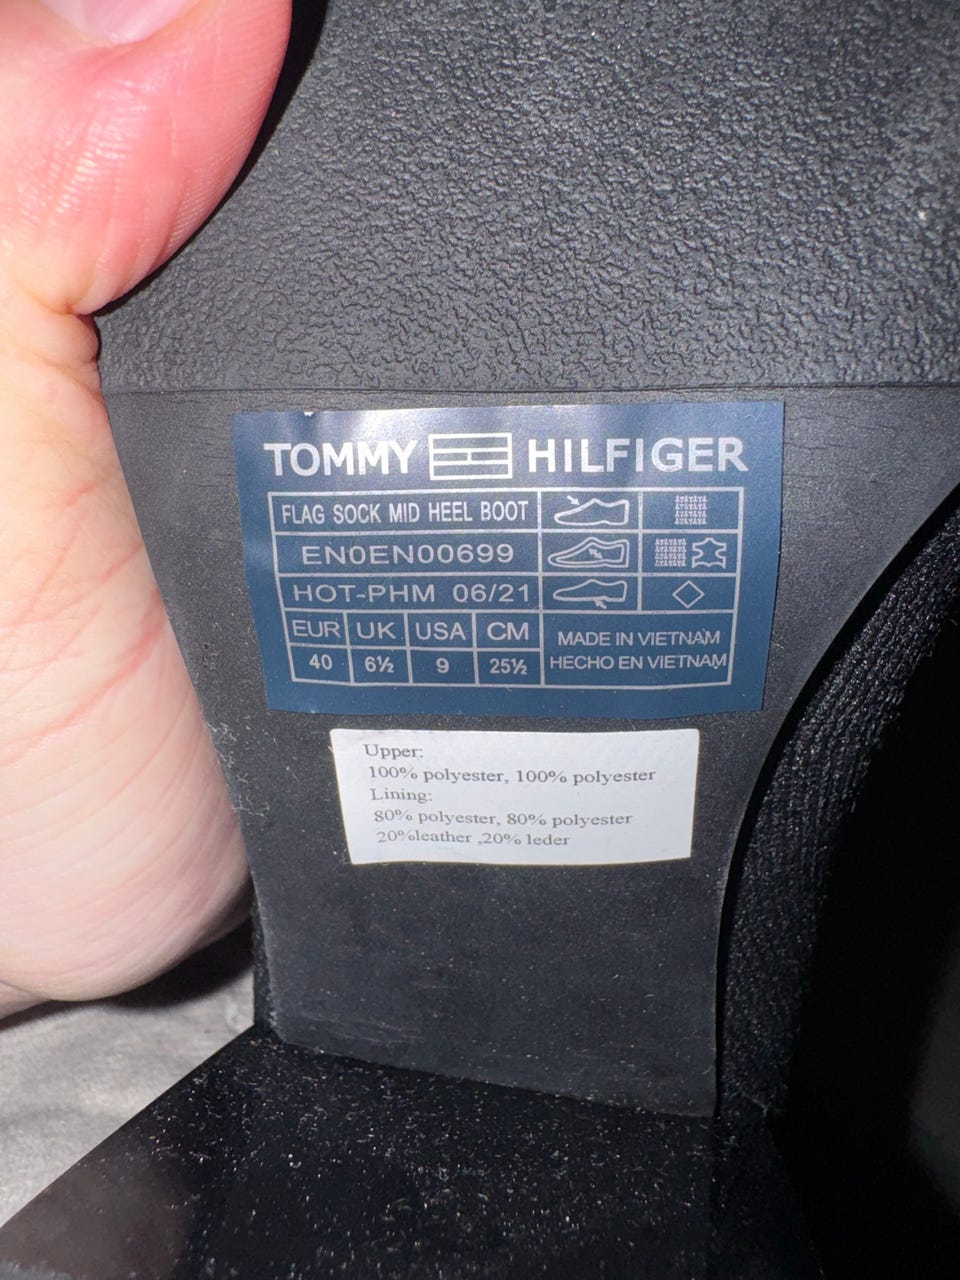 TOMMY HILFIGER
FLAG SOCK MID HEEL BOOT
EN0EN00699
HOT-PHM 06/21
EUR UK USA CM
40 6½ 9 25½
MADE IN VIETNAM
HECHO EN VIETNAM
Upper:
100% polyester, 100% polyester
Lining:
80% polyester, 80% polyester
20%leather ,20% leder